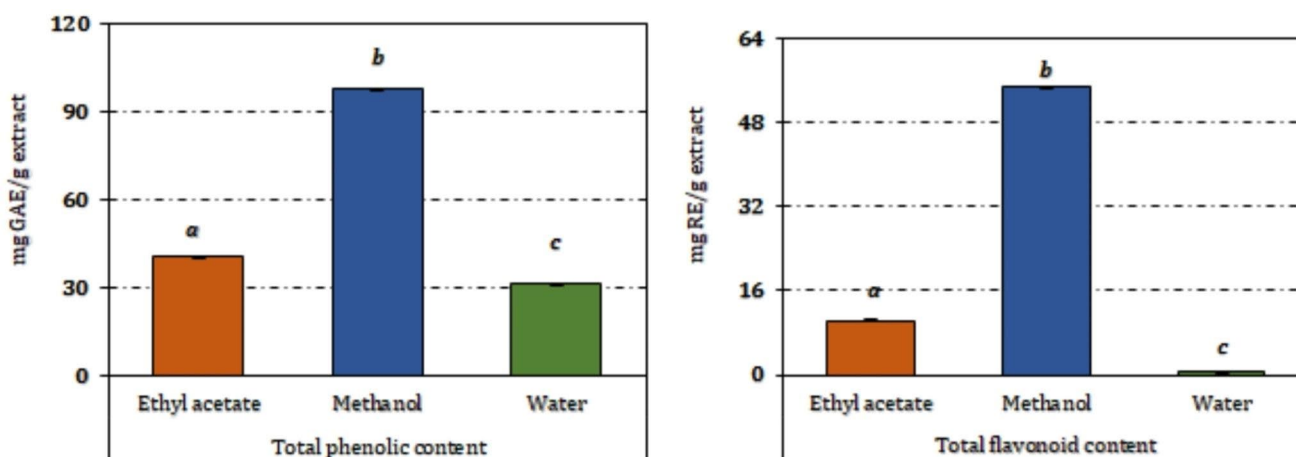 mg GAE/g extract
120
90
60
30
0
a
b
c
Ethyl acetate Methanol Water
Total phenolic content
mg RE/g extract
64
48
32
16
0
a
b
c
Ethyl acetate Methanol Water
Total flavonoid content